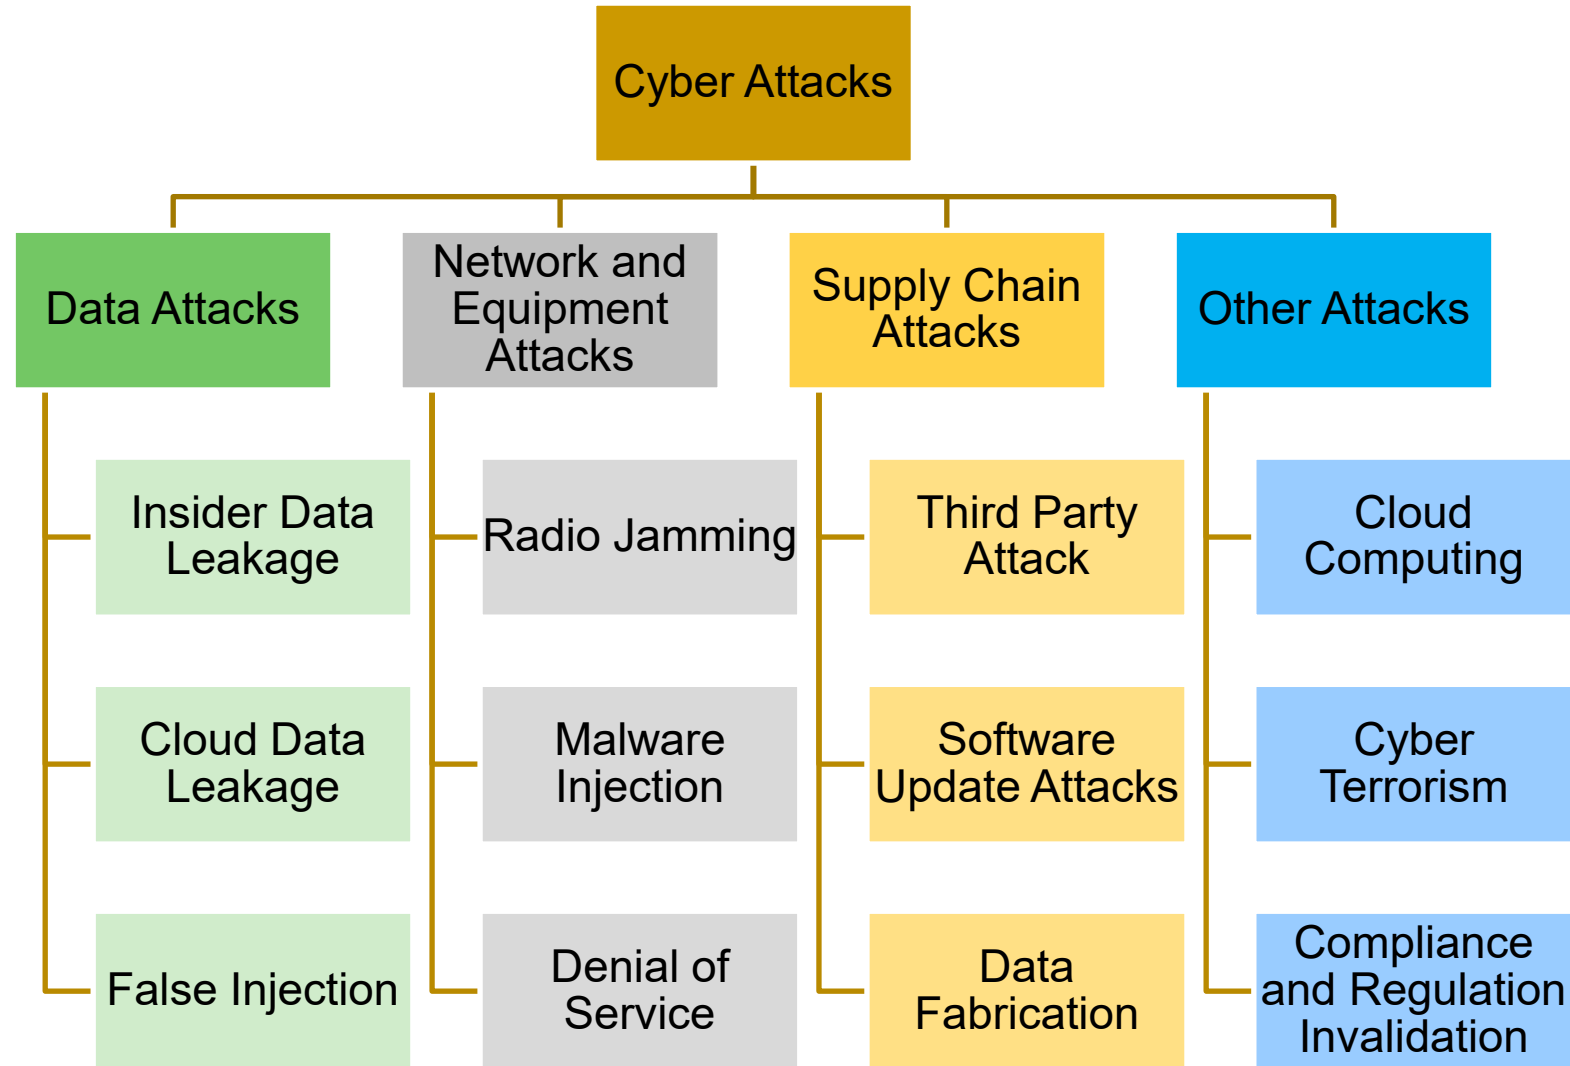 Cyber Attacks
Data Attacks
Network and
Equipment
Attacks
Supply Chain
Attacks
Other Attacks
Insider Data
Leakage
Radio Jamming
Third Party
Attack
Cloud
Computing
Cloud Data
Leakage
Malware
Injection
Software
Update Attacks
Cyber
Terrorism
False Injection
Denial of
Service
Data
Fabrication
Compliance
and Regulation
Invalidation